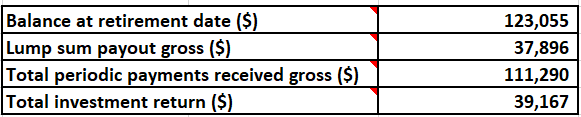 Balance at retirement date ($) 123,055
Lump sum payout gross ($) 37,896
Total periodic payments received gross ($) 111,290
Total investment return ($) 39,167